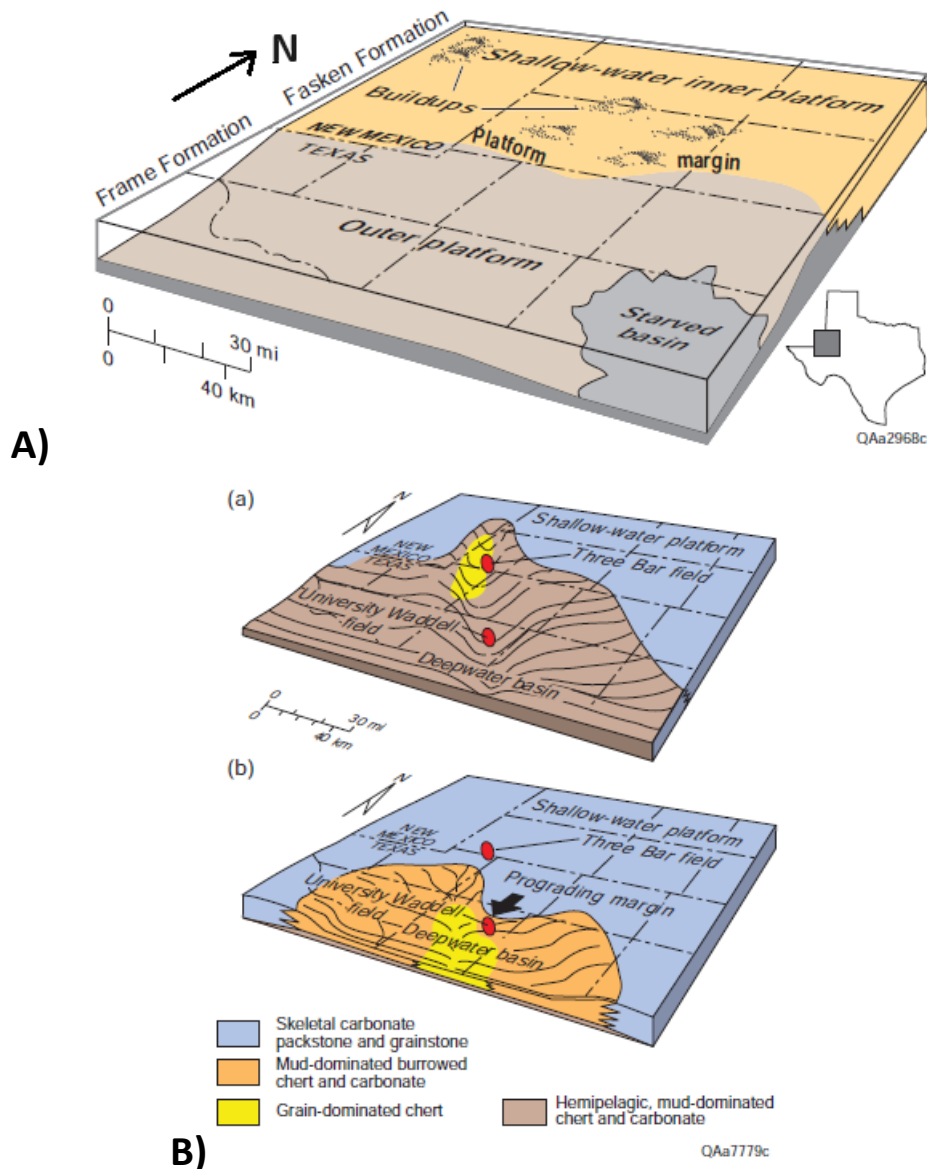 N
Fasken Formation
Frame Formation
Shallow-water inner platform
Buildups
NEW MEXICO
TEXAS
Platform margin
Outer platform
Starved
basin
0
30 mi
0
40 km
QAa2968c
A)
(a)
N
Shallow-water platform
NEW
MEXICO
TEXAS
Three Bar field
University Waddell
field
Deepwater basin
0
30 mi
0
40 km
(b)
N
Shallow-water platform
NEW
MEXICO
TEXAS
Three Bar field
Prograding margin
University Waddell
field
Deepwater basin
Skeletal carbonate
packstone and grainstone
Mud-dominated burrowed
chert and carbonate
Grain-dominated chert
Hemipelagic, mud-dominated
chert and carbonate
B)
QAa7779c